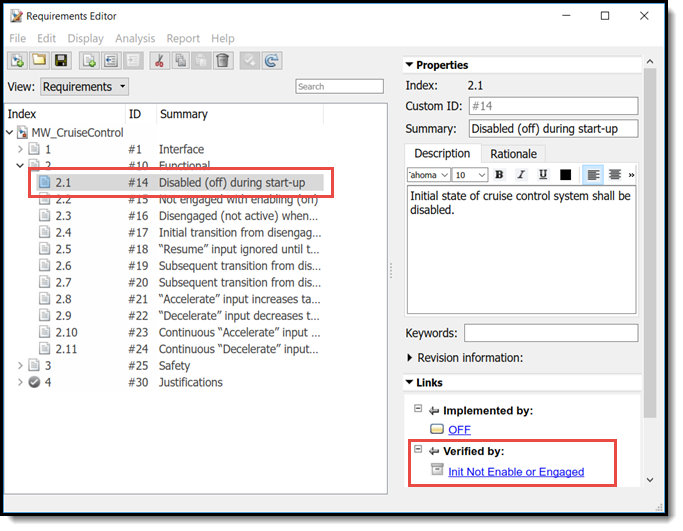 Requirements Editor
File Edit Display Analysis Report Help
View: Requirements
Search
Index ID Summary
MW_CruiseControl
1 #1 Interface
2 #10 Functional
2.1 #14 Disabled (off) during start-up
2.2 #15 Not engaged with enabling (on)
2.3 #16 Disengaged (not active) when...
2.4 #17 Initial transition from disengag...
2.5 #18 “Resume” input ignored until t...
2.6 #19 Subsequent transition from dis...
2.7 #20 Subsequent transition from dis...
2.8 #21 “Accelerate” input increases ta...
2.9 #22 “Decelerate” input decreases t...
2.10 #23 Continuous “Accelerate” input ...
2.11 #24 Continuous “Decelerate” input...
3 #25 Safety
4 #30 Justifications
Properties
Index: 2.1
Custom ID: #14
Summary: Disabled (off) during start-up
Description Rationale
Tahoma 10 B I U »
Initial state of cruise control system shall be
disabled.
Keywords:
Revision information:
Links
Implemented by:
OFF
Verified by:
Init Not Enable or Engaged